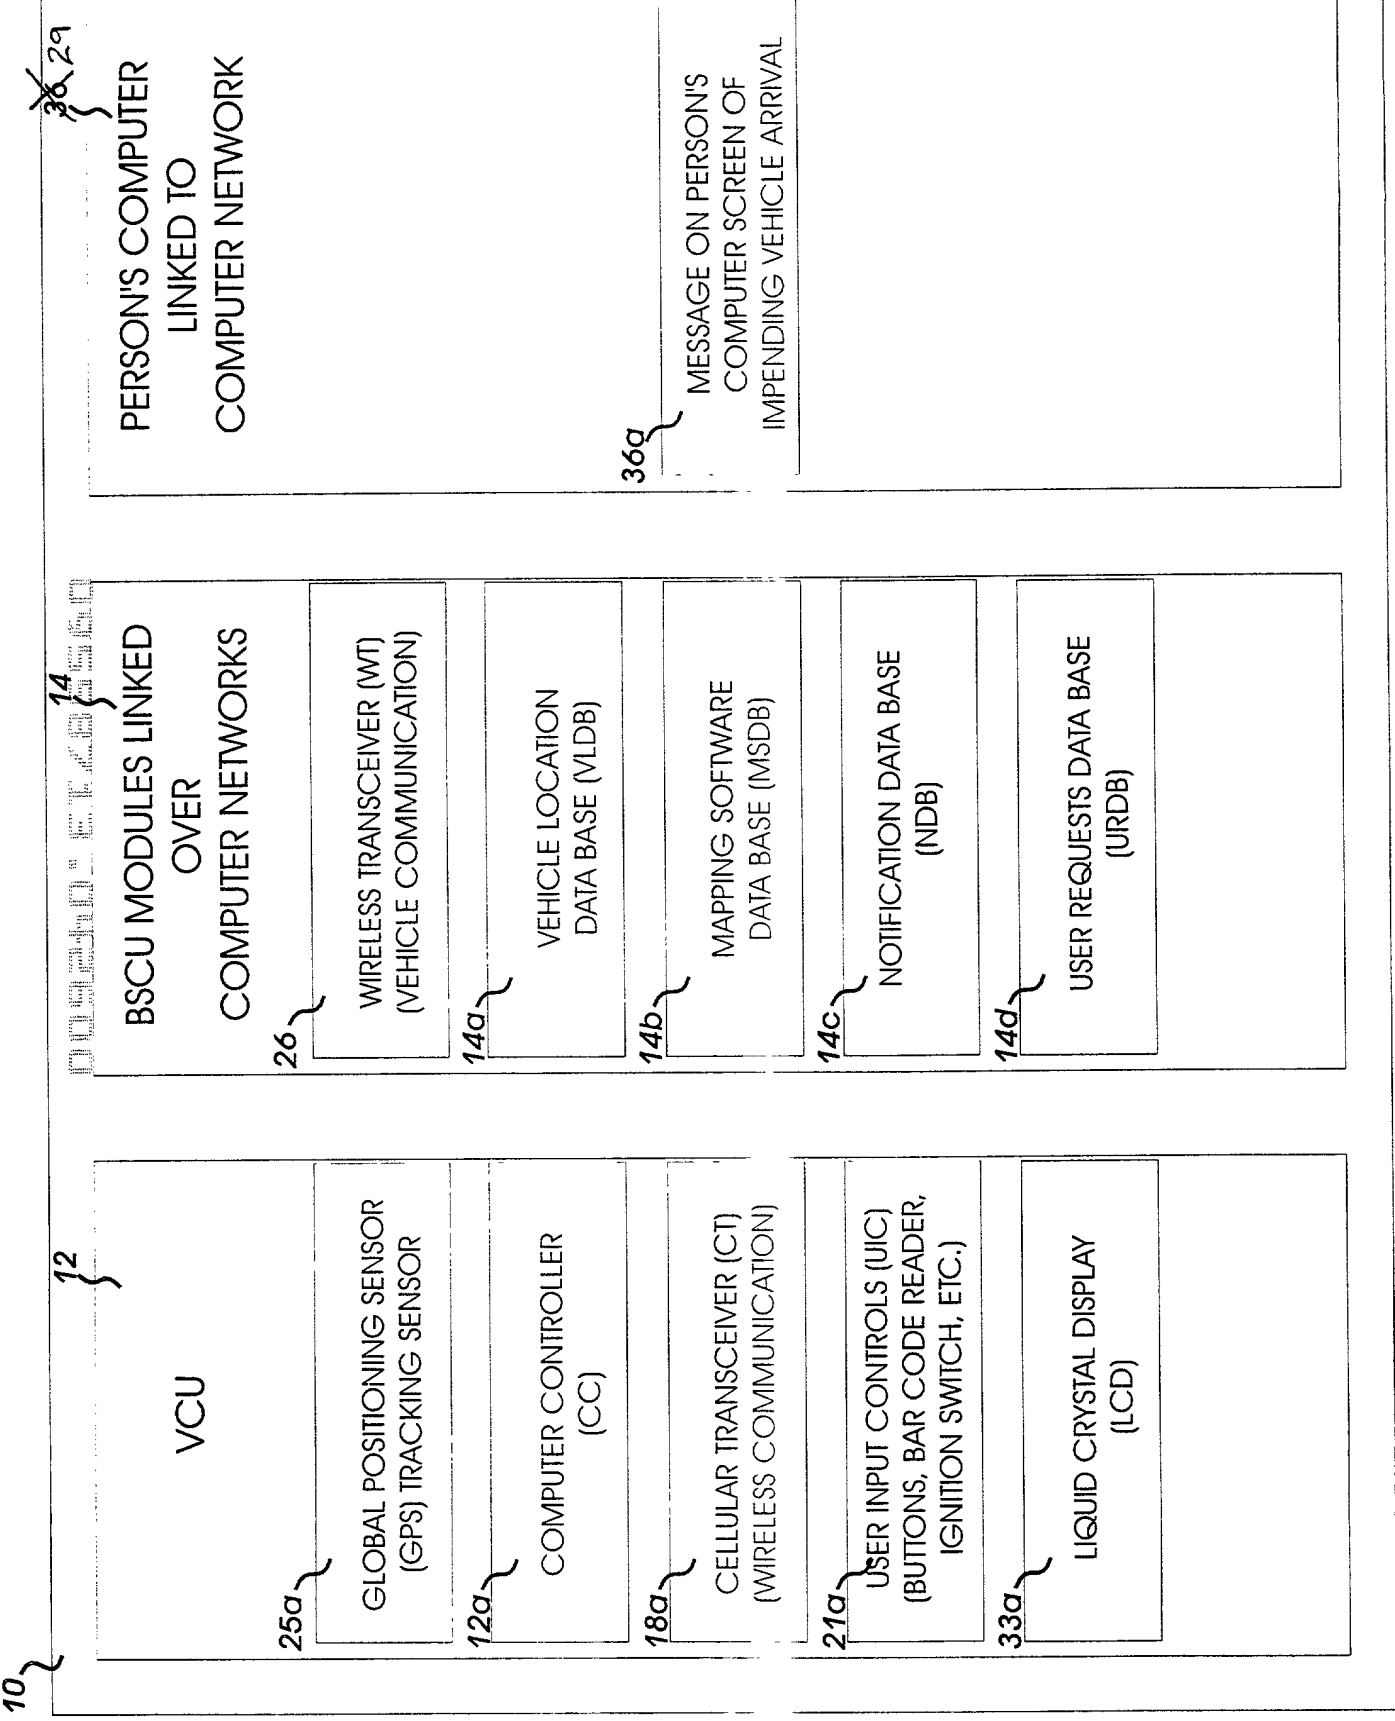 10
12
VCU
25a
GLOBAL POSITIONING SENSOR
(GPS) TRACKING SENSOR
12a
COMPUTER CONTROLLER
(CC)
18a
CELLULAR TRANSCEIVER (CT)
(WIRELESS COMMUNICATION)
21a
USER INPUT CONTROLS (UIC)
(BUTTONS, BAR CODE READER,
IGNITION SWITCH, ETC.)
33a
LIQUID CRYSTAL DISPLAY
(LCD)
14
BSCU MODULES LINKED
OVER
COMPUTER NETWORKS
26
WIRELESS TRANSCEIVER (WT)
(VEHICLE COMMUNICATION)
14a
VEHICLE LOCATION
DATA BASE (VLDB)
14b
MAPPING SOFTWARE
DATA BASE (MSDB)
14c
NOTIFICATION DATA BASE
(NDB)
14d
USER REQUESTS DATA BASE
(URDB)
36 29
PERSON'S COMPUTER
LINKED TO
COMPUTER NETWORK
36a
MESSAGE ON PERSON'S
COMPUTER SCREEN OF
IMPENDING VEHICLE ARRIVAL